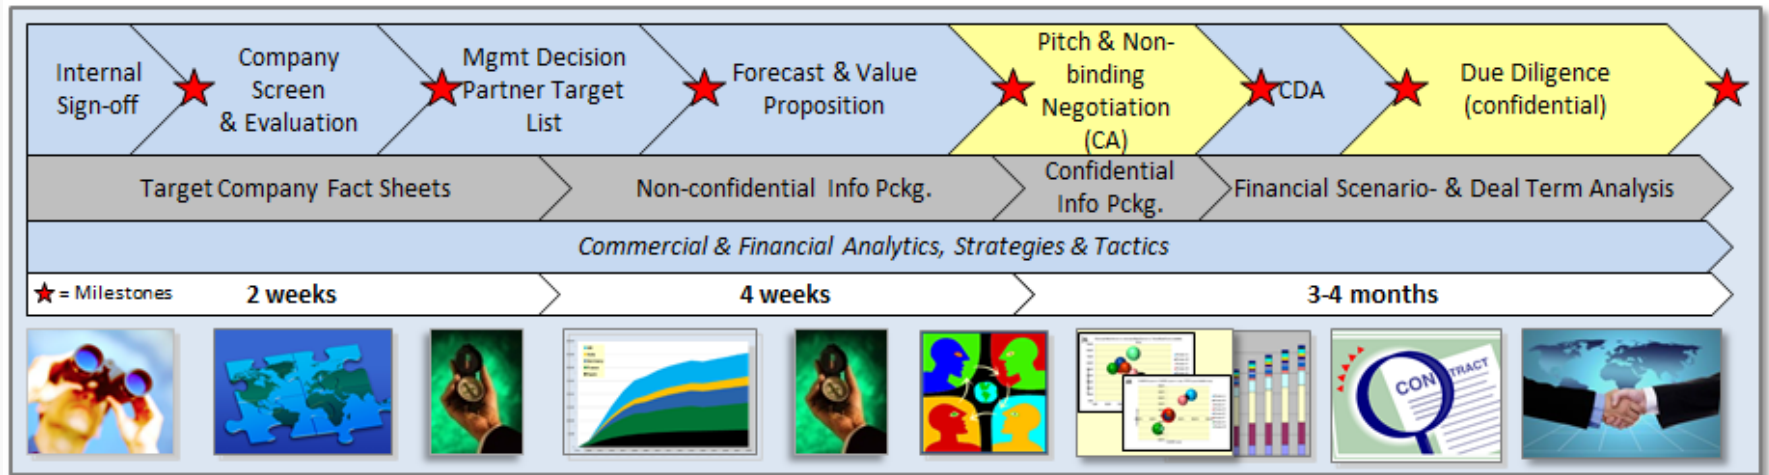 Internal
Sign-off
Company
Screen
& Evaluation
Mgmt Decision
Partner Target
List
Forecast & Value
Proposition
Pitch & Non-
binding
Negotiation
(CA)
CDA
Due Diligence
(confidential)
Target Company Fact Sheets
Non-confidential Info Pckg.
Confidential
Info Pckg.
Financial Scenario- & Deal Term Analysis
Commercial & Financial Analytics, Strategies & Tactics
= Milestones
2 weeks
4 weeks
3-4 months
CONTRACT